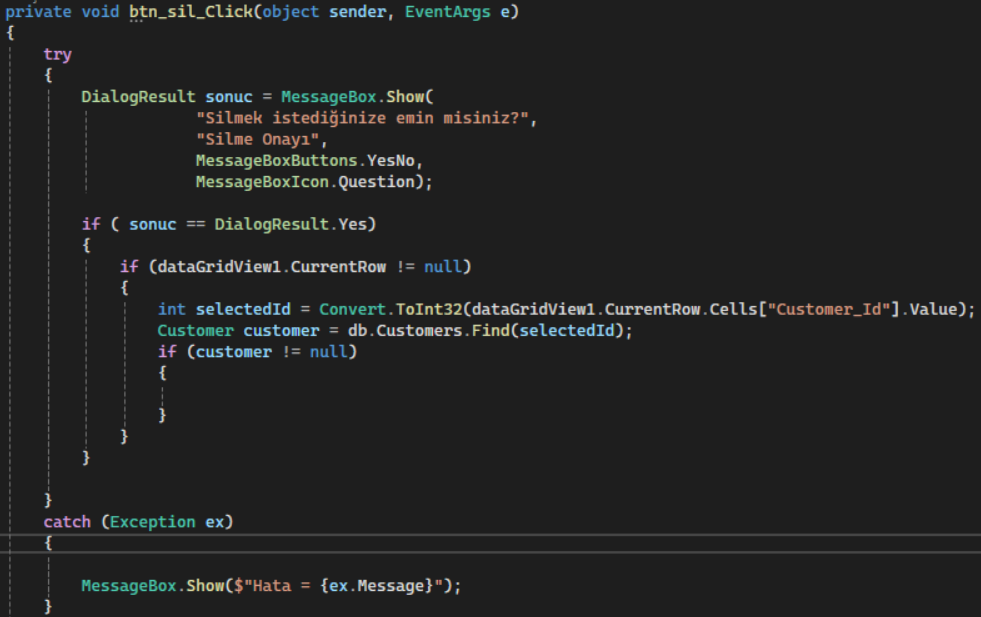 private void btn_sil_Click(object sender, EventArgs e)
{
try
{
DialogResult sonuc = MessageBox.Show(
"Silmek istediğinize emin misiniz?",
"Silme Onayı",
MessageBoxButtons.YesNo,
MessageBoxIcon.Question);
if ( sonuc == DialogResult.Yes)
{
if (dataGridView1.CurrentRow != null)
{
int selectedId = Convert.ToInt32(dataGridView1.CurrentRow.Cells["Customer_Id"].Value);
Customer customer = db.Customers.Find(selectedId);
if (customer != null)
{
}
}
}
}
catch (Exception ex)
{
MessageBox.Show($"Hata = {ex.Message}");
}